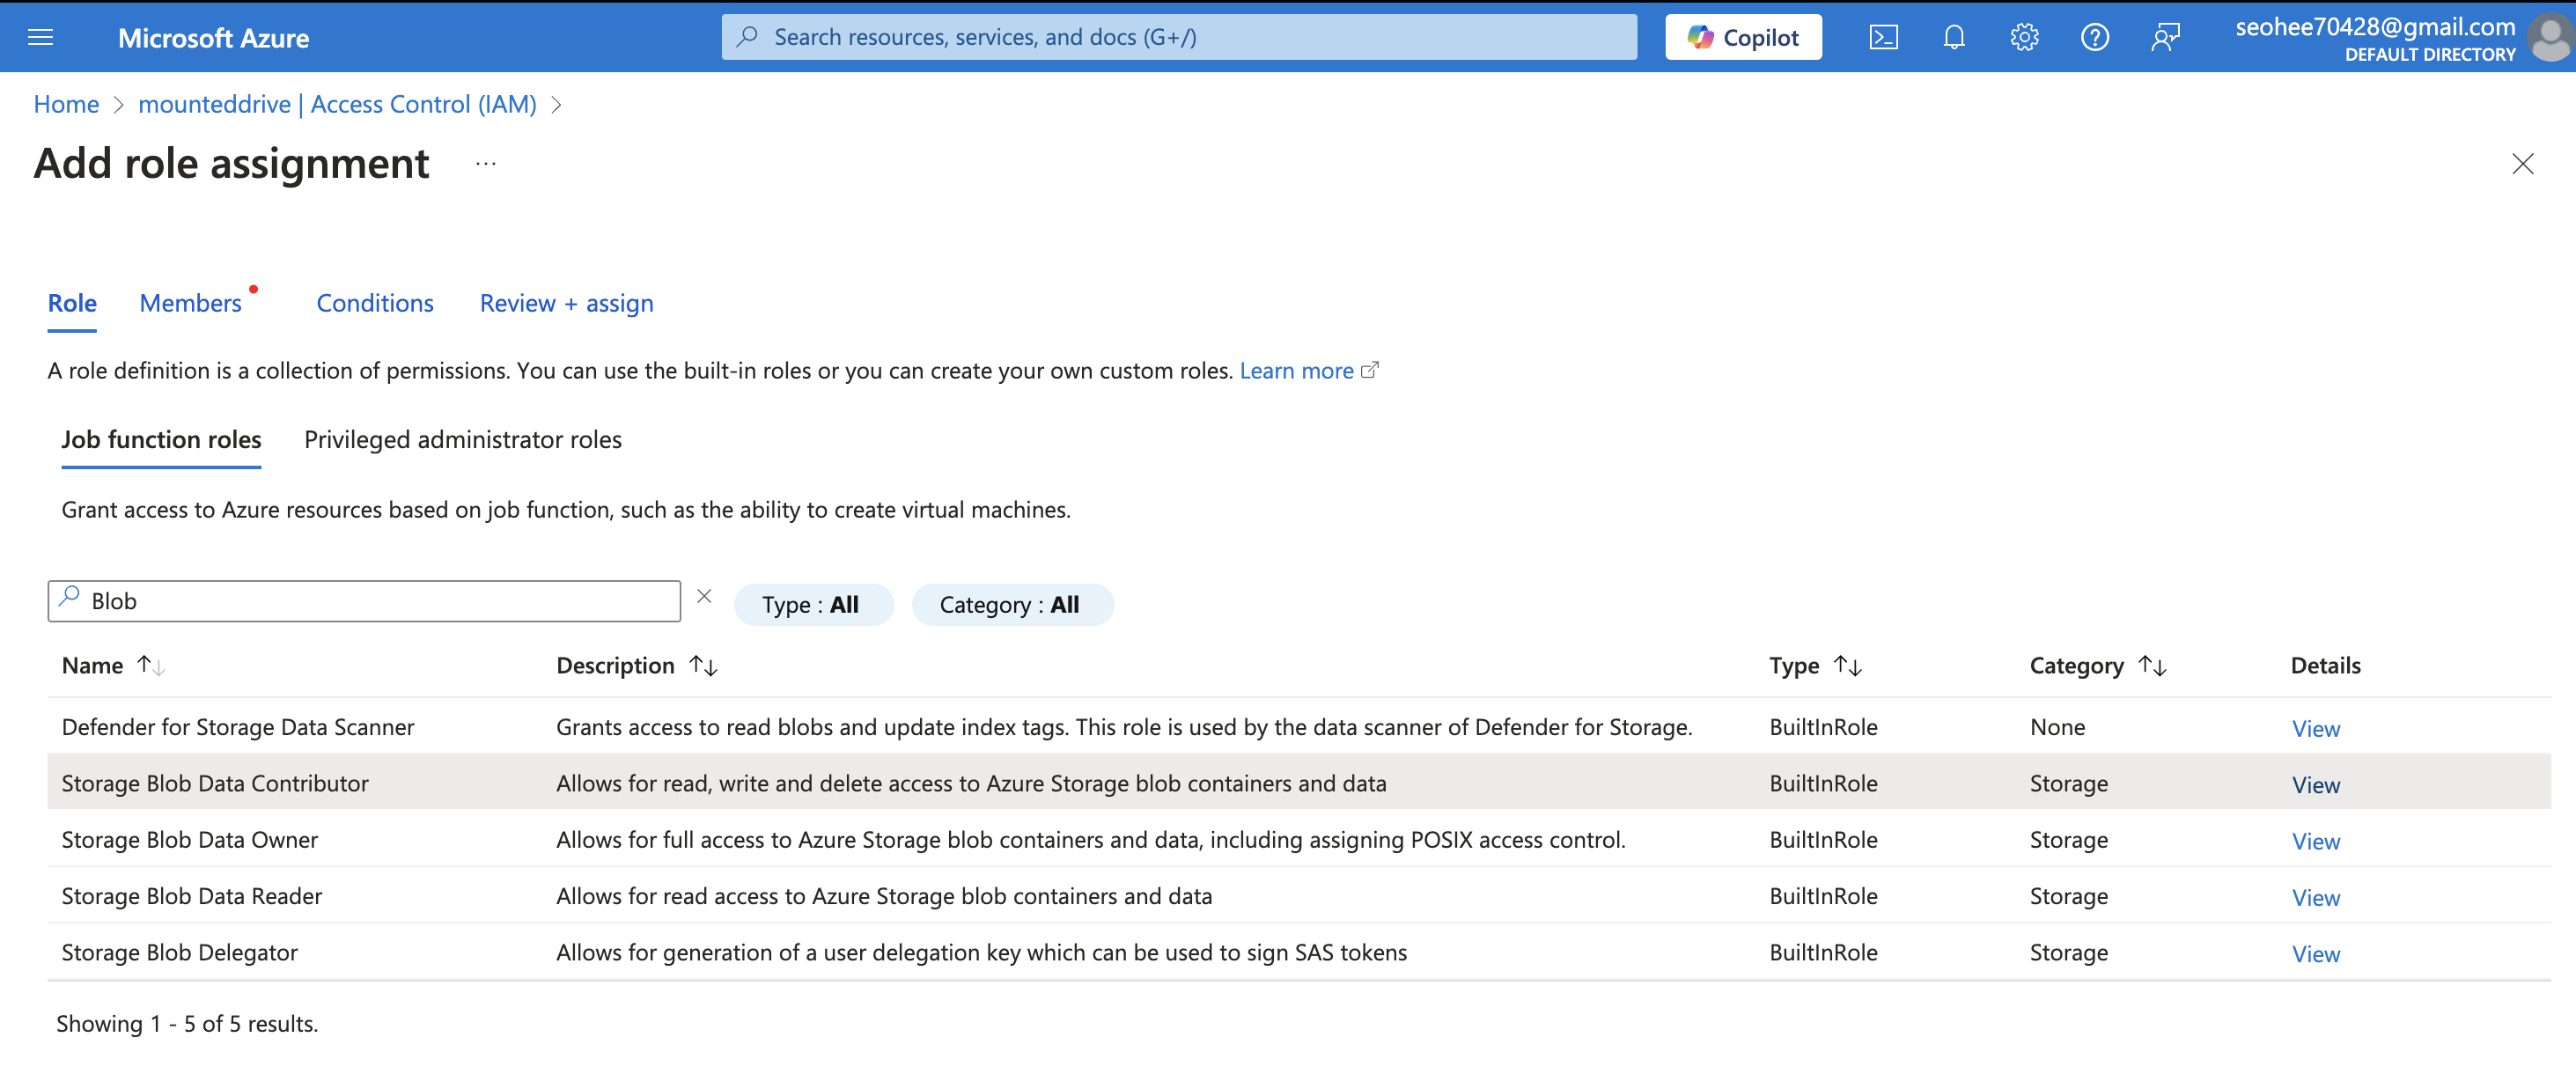 Microsoft Azure
Search resources, services, and docs (G+/)
Copilot
seohee70428@gmail.com
DEFAULT DIRECTORY
Home > mounteddrive | Access Control (IAM) >
Add role assignment ...
Role Members Conditions Review + assign
A role definition is a collection of permissions. You can use the built-in roles or you can create your own custom roles. Learn more
Job function roles Privileged administrator roles
Grant access to Azure resources based on job function, such as the ability to create virtual machines.
Blob Type : All Category : All
Name Description Type Category Details
Defender for Storage Data Scanner Grants access to read blobs and update index tags. This role is used by the data scanner of Defender for Storage. BuiltInRole None View
Storage Blob Data Contributor Allows for read, write and delete access to Azure Storage blob containers and data BuiltInRole Storage View
Storage Blob Data Owner Allows for full access to Azure Storage blob containers and data, including assigning POSIX access control. BuiltInRole Storage View
Storage Blob Data Reader Allows for read access to Azure Storage blob containers and data BuiltInRole Storage View
Storage Blob Delegator Allows for generation of a user delegation key which can be used to sign SAS tokens BuiltInRole Storage View
Showing 1 - 5 of 5 results.